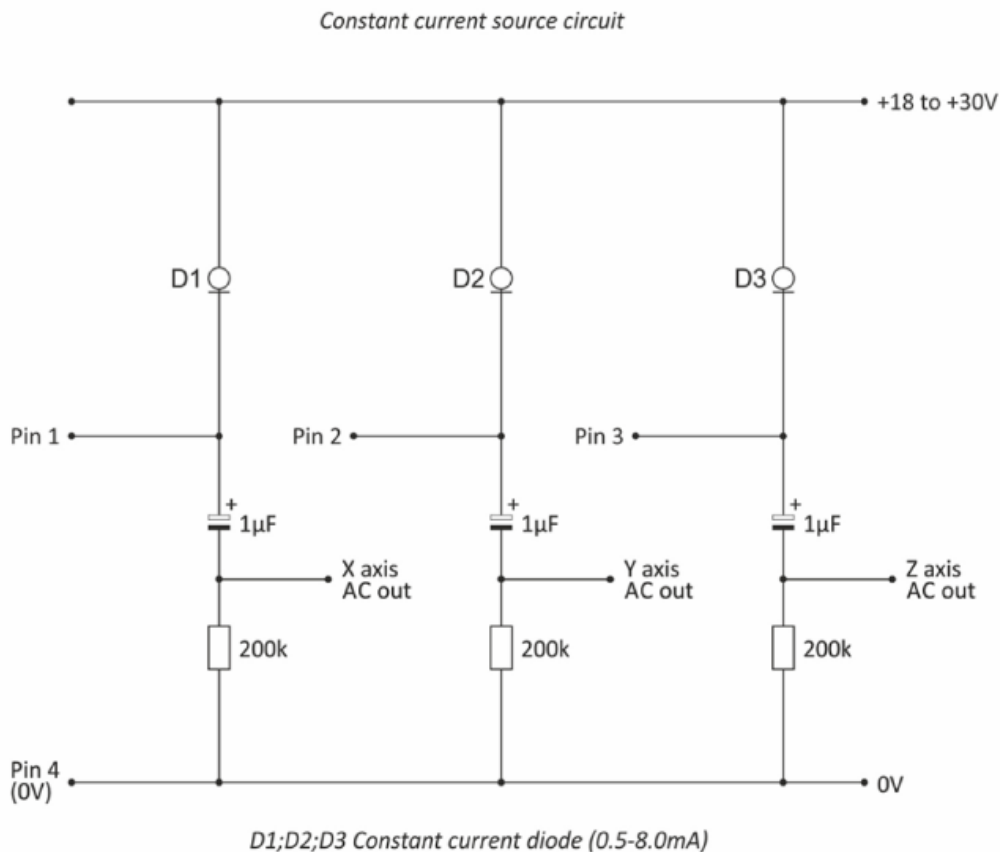 Constant current source circuit
+18 to +30V
D1
D2
D3
Pin 1
Pin 2
Pin 3
+
1µF
+
1µF
+
1µF
X axis
AC out
Y axis
AC out
Z axis
AC out
200k
200k
200k
Pin 4
(0V)
0V
D1;D2;D3 Constant current diode (0.5-8.0mA)